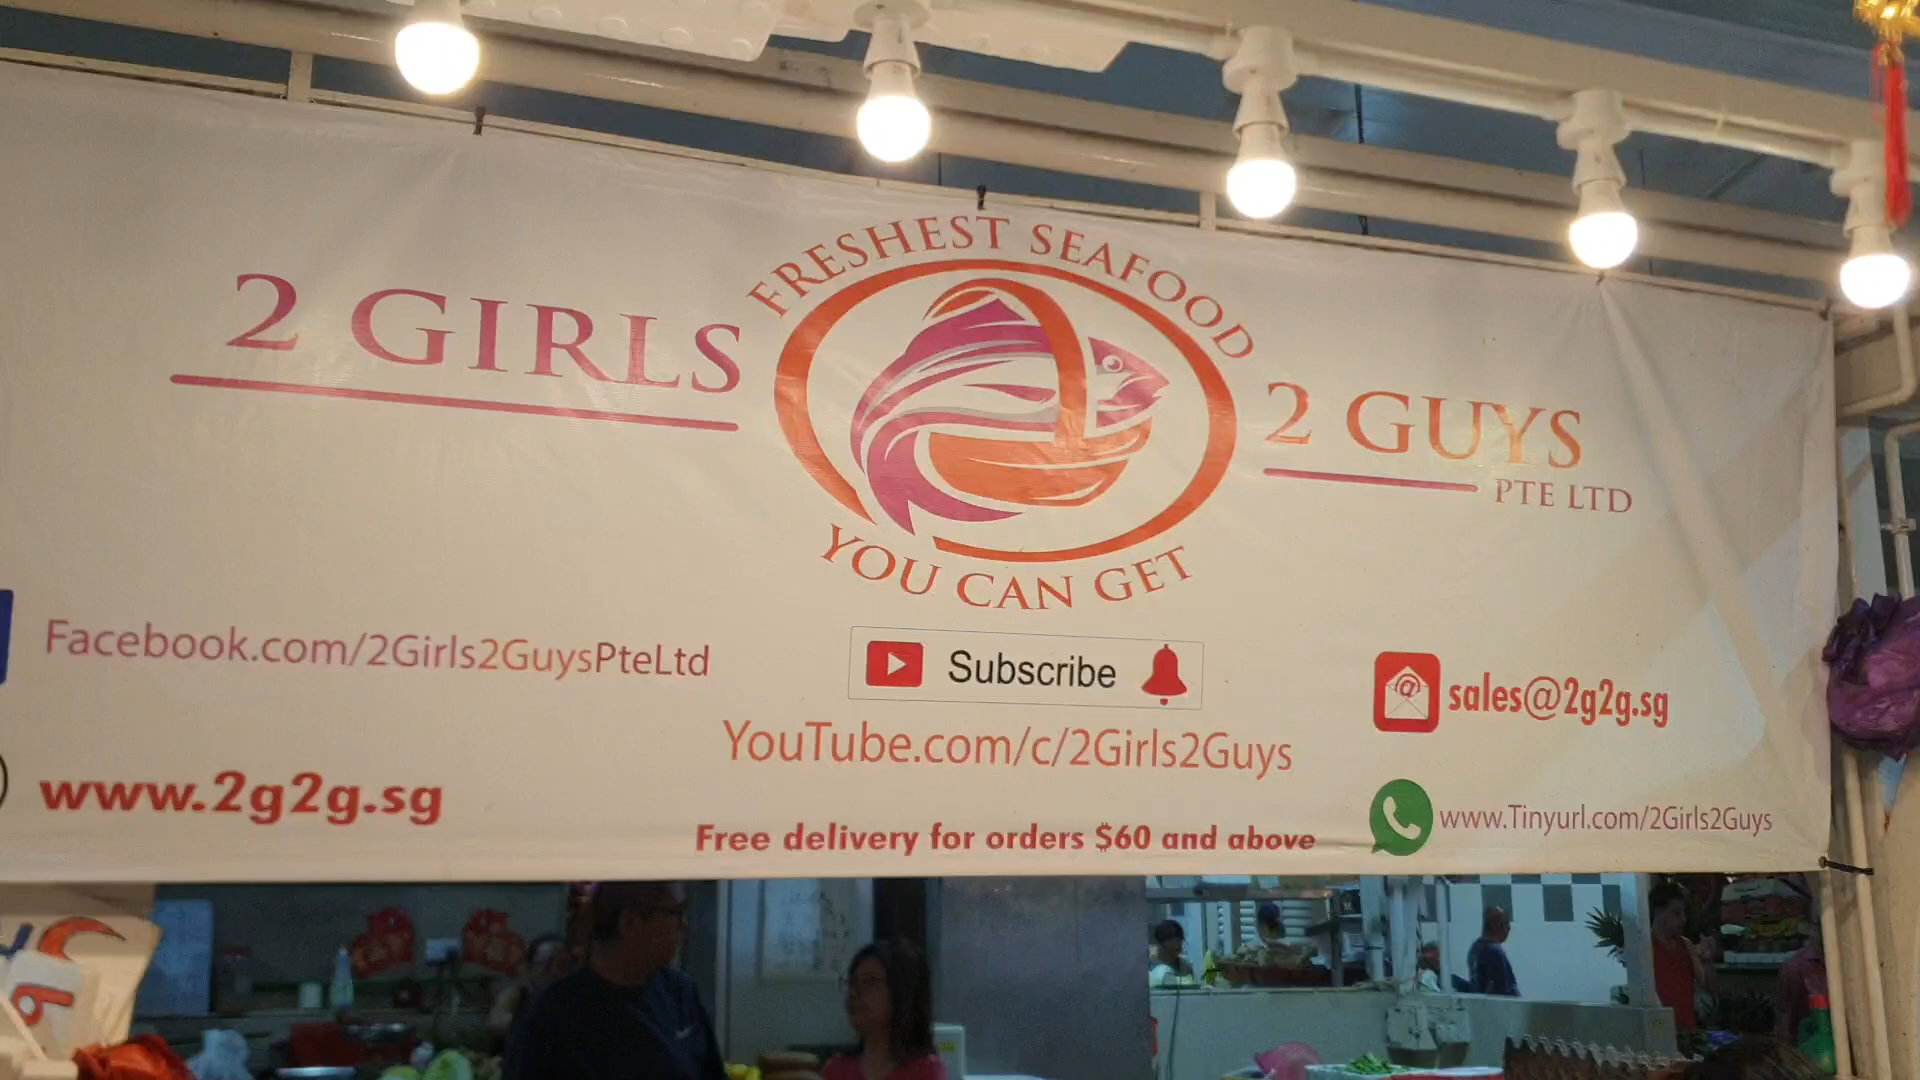 FRESHEST SEAFOOD
2 GIRLS
2 GUYS
PTE LTD
YOU CAN GET
Facebook.com/2Girls2GuysPteLtd
Subscribe
sales@2g2g.sg
YouTube.com/c/2Girls2Guys
www.2g2g.sg
www.Tinyurl.com/2Girls2Guys
Free delivery for orders $60 and above